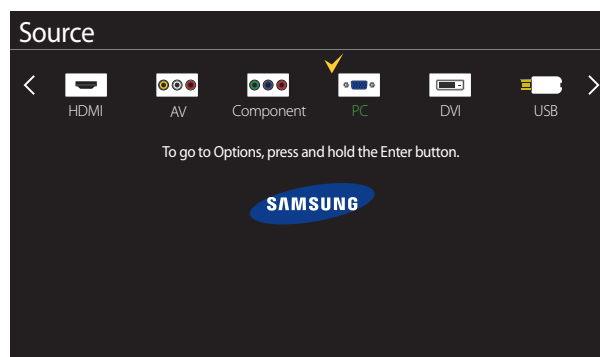 Source
HDMI AV Component PC DVI USB
To go to Options, press and hold the Enter button.
SAMSUNG